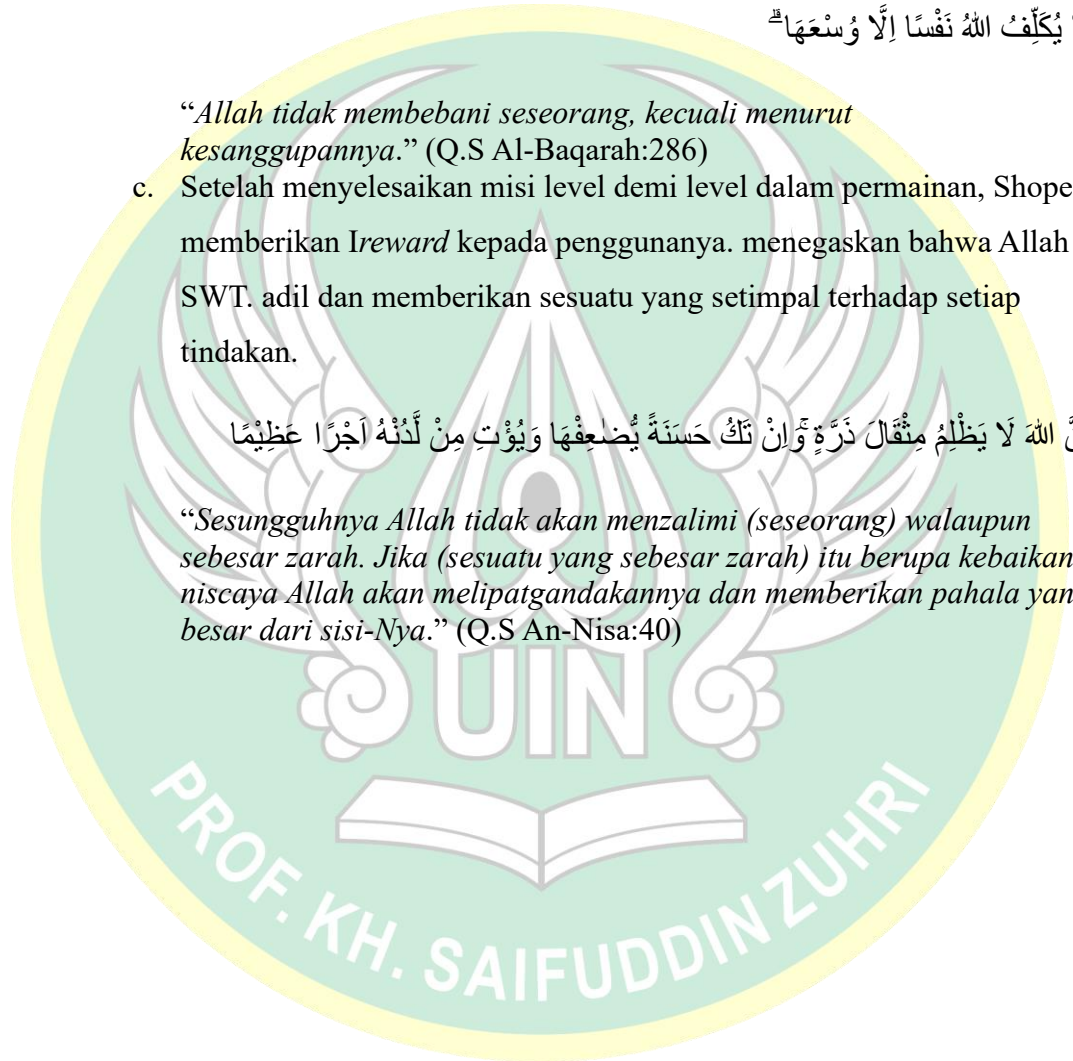 يُكَلِّفُ اللّٰهُ نَفْسًا اِلَّا وُسْعَهَا ۗ
“Allah tidak membebani seseorang, kecuali menurut
kesanggupannya.” (Q.S Al-Baqarah:286)
c. Setelah menyelesaikan misi level demi level dalam permainan, Shope
memberikan Ireward kepada penggunanya. menegaskan bahwa Allah
SWT. adil dan memberikan sesuatu yang setimpal terhadap setiap
tindakan.
اللّٰهَ لَا يَظْلِمُ مِثْقَالَ ذَرَّةٍ ۚوَاِنْ تَكُ حَسَنَةً يُّضٰعِفْهَا وَيُؤْتِ مِنْ لَّدُنْهُ اَجْرًا عَظِيْمًا
“Sesungguhnya Allah tidak akan menzalimi (seseorang) walaupun
sebesar zarah. Jika (sesuatu yang sebesar zarah) itu berupa kebaikan
niscaya Allah akan melipatgandakannya dan memberikan pahala yan
besar dari sisi-Nya.” (Q.S An-Nisa:40)
UIN
PROF. KH. SAIFUDDIN ZUHRI